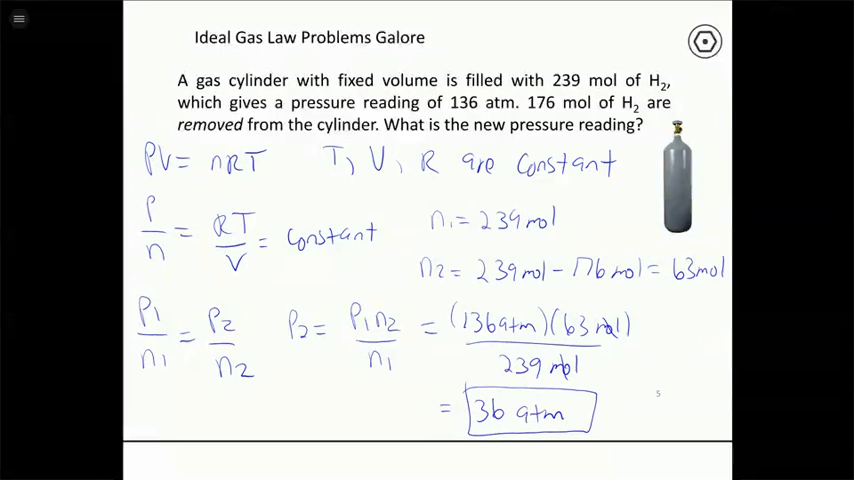 Ideal Gas Law Problems Galore
A gas cylinder with fixed volume is filled with 239 mol of H₂,
which gives a pressure reading of 136 atm. 176 mol of H₂ are
removed from the cylinder. What is the new pressure reading?
PV = nRT T, V, R are constant
P/n = RT/V = constant n1 = 239 mol
n2 = 239 mol - 176 mol = 63 mol
P1/n1 = P2/n2 P2 = P1n2/n1 = (136 atm)(63 mol)/239 mol
= 36 atm
5